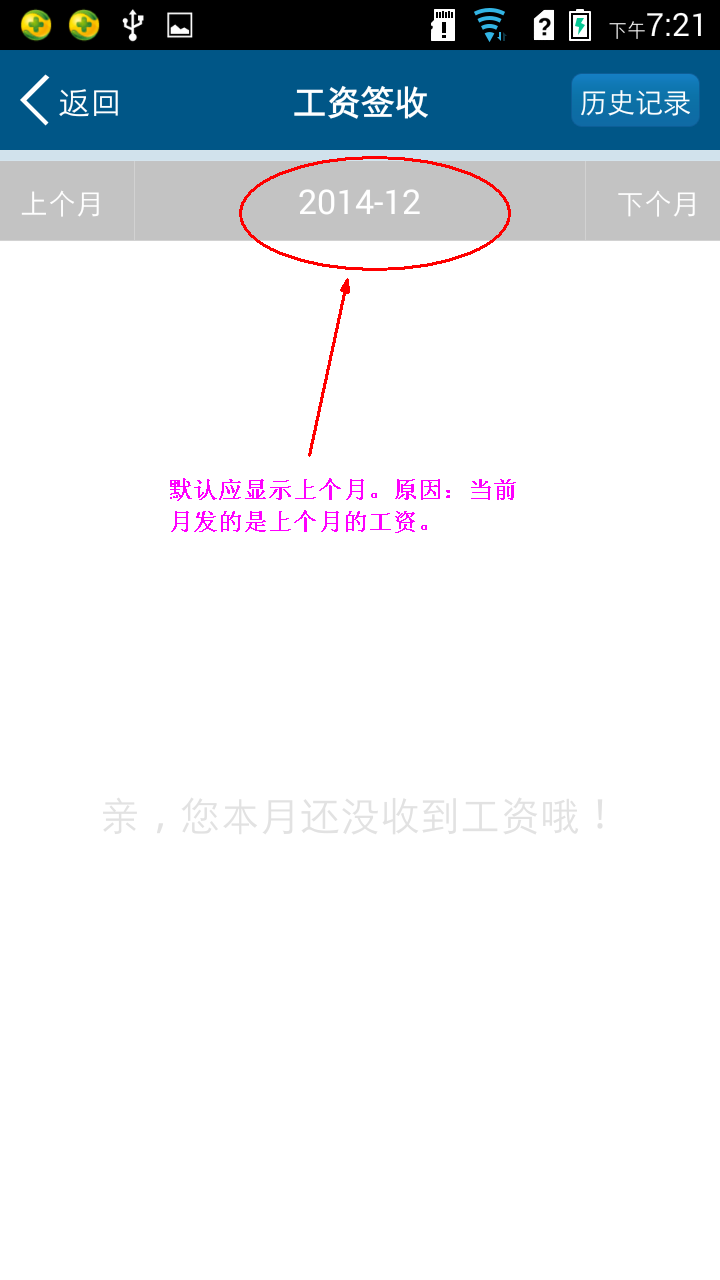 下午7:21
返回
工资签收
历史记录
上个月
2014-12
下个月
默认应显示上个月。原因：当前
月发的是上个月的工资。
亲，您本月还没收到工资哦！